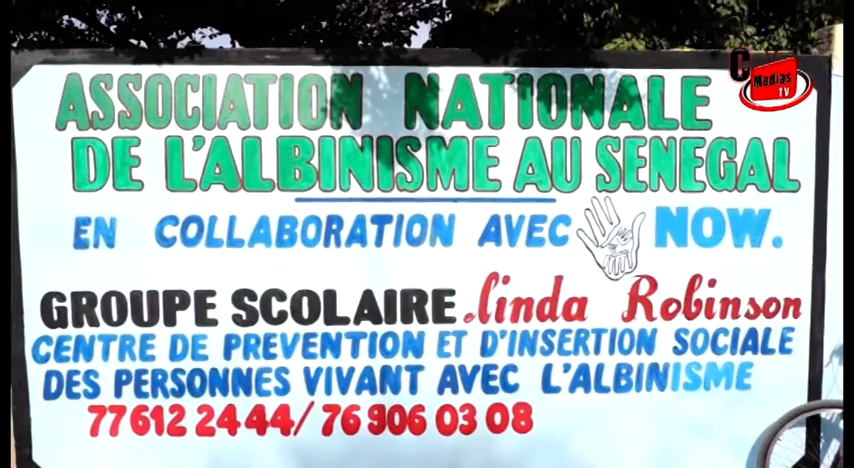 ASSOCIATION NATIONALE
DE L'ALBINISME AU SENEGAL
EN COLLABORATION AVEC NOW.
GROUPE SCOLAIRE Linda Robinson
CENTRE DE PREVENTION ET D'INSERTION SOCIALE
DES PERSONNES VIVANT AVEC L'ALBINISME
77612 2444/ 76 906 03 08
C Medias TV